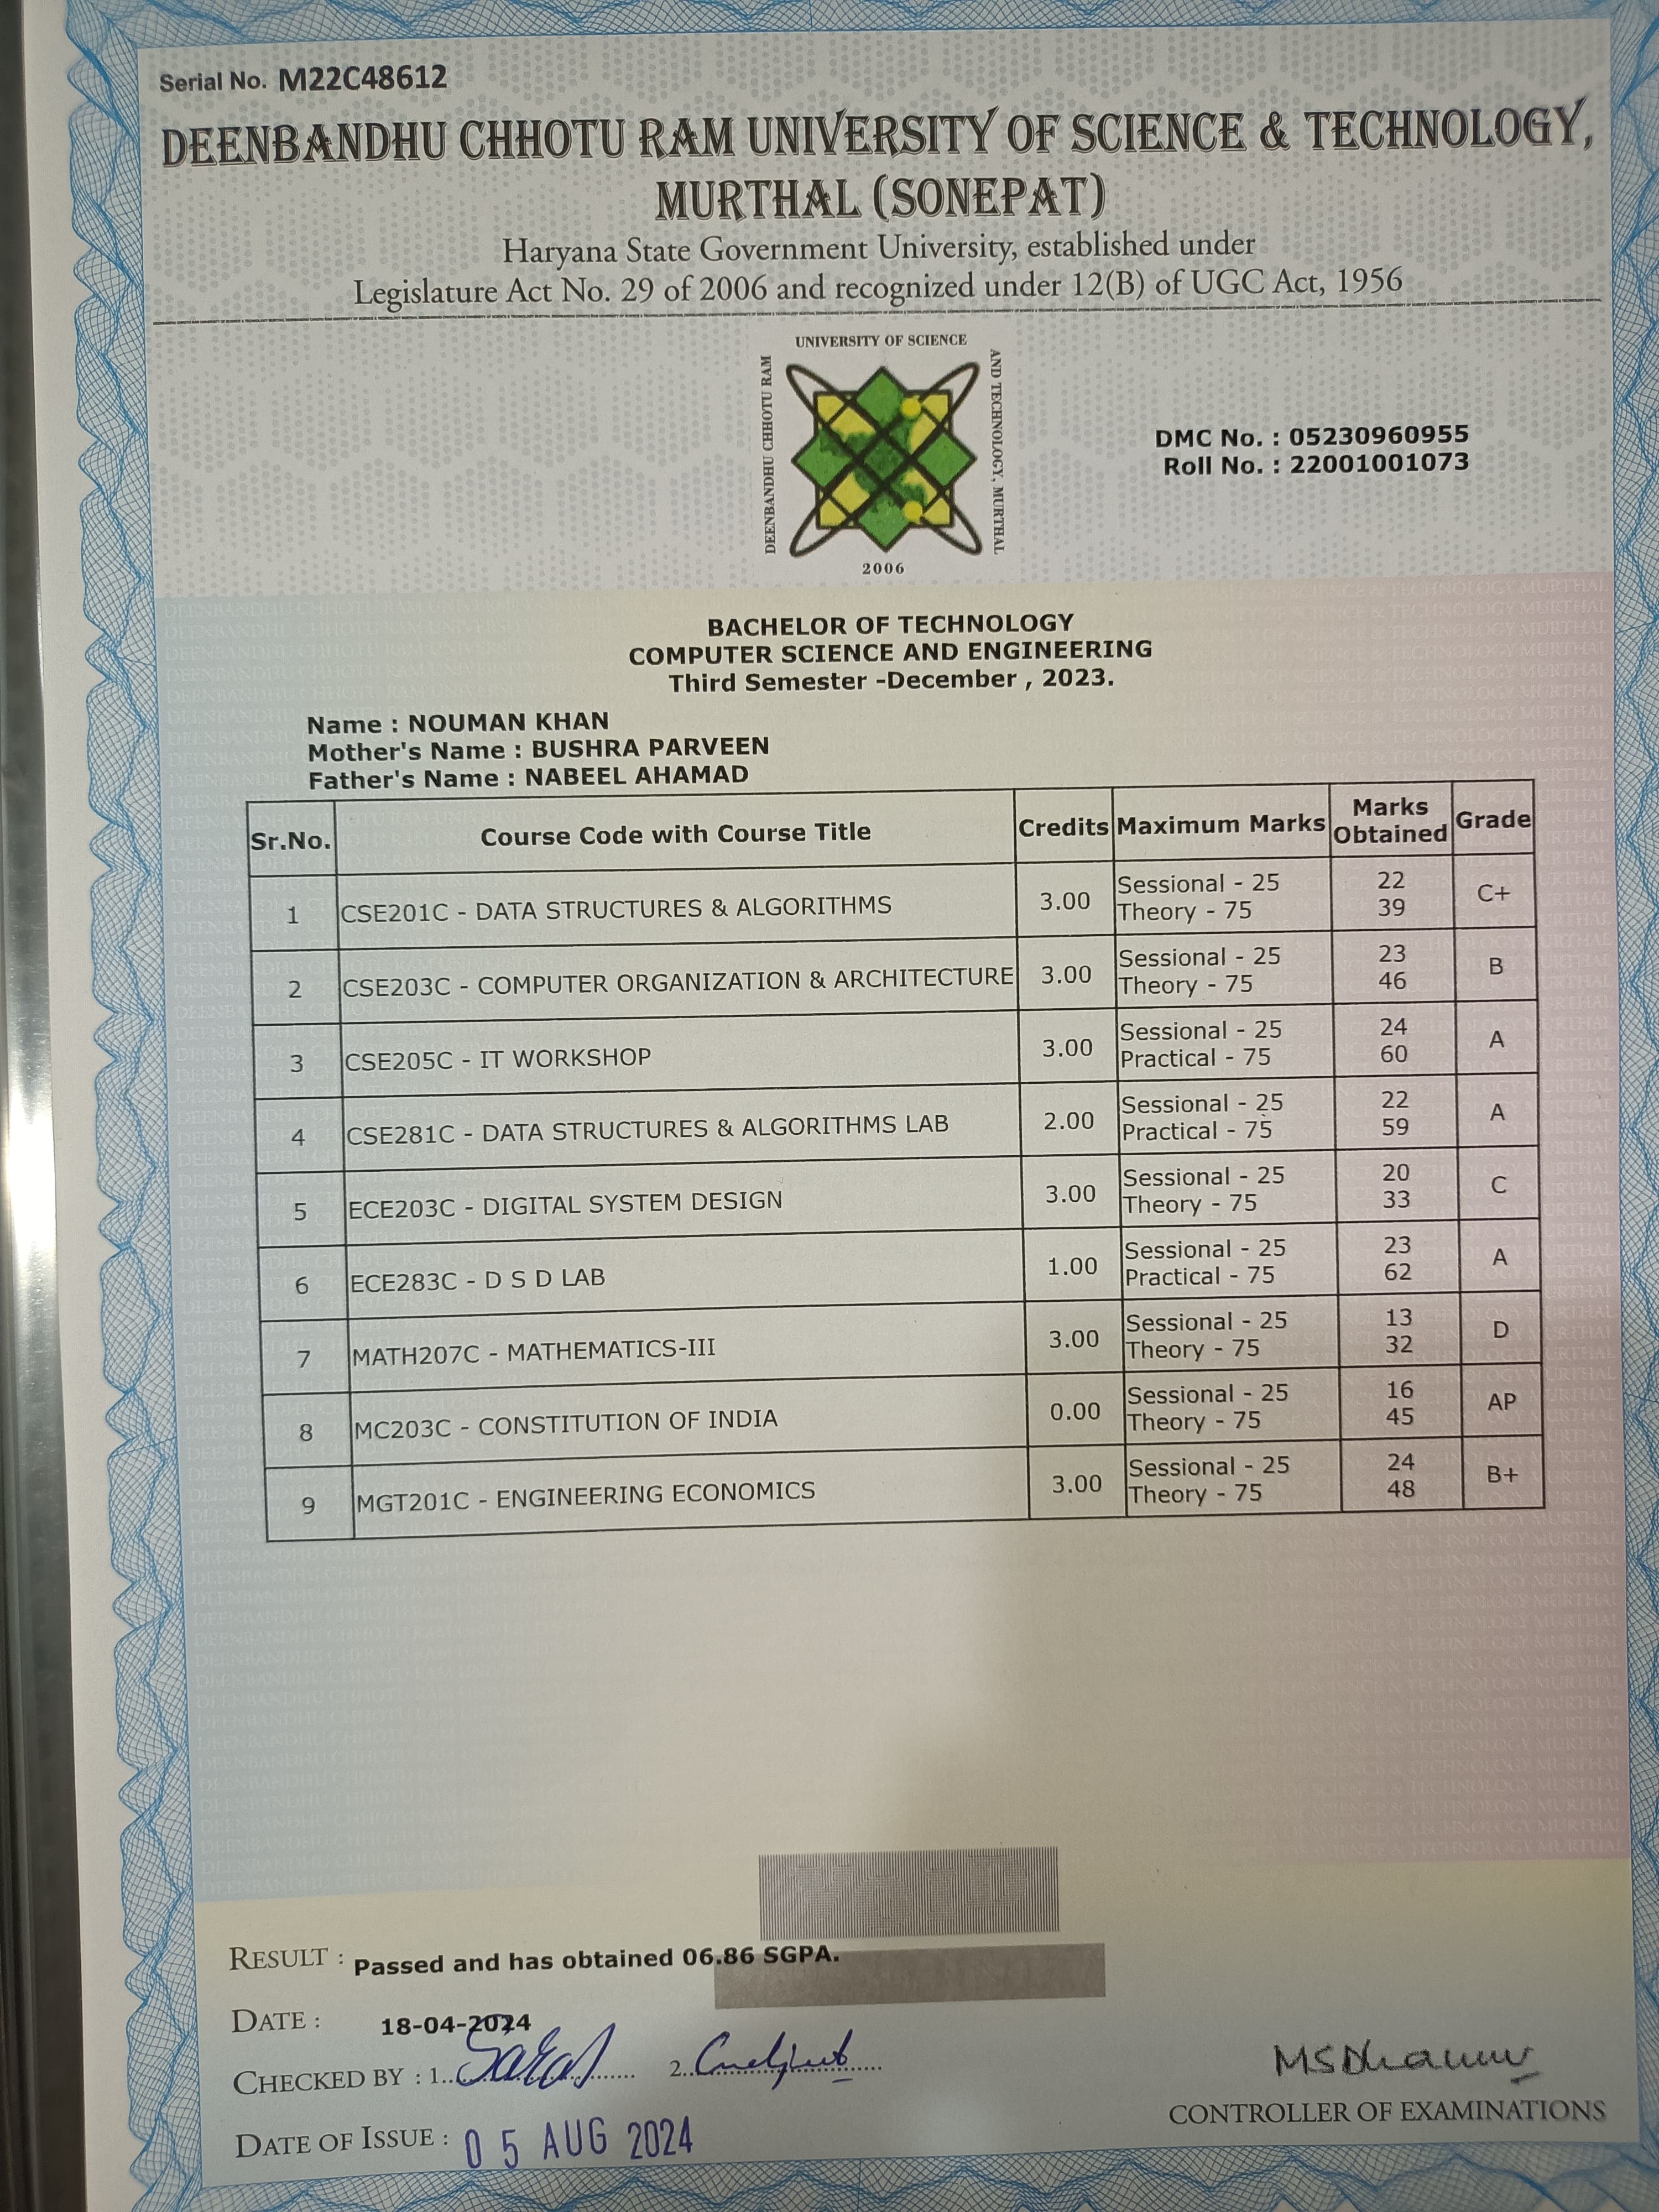 Serial No. M22C48612
DEENBANDHU CHHOTU RAM UNIVERSITY OF SCIENCE & TECHNOLOGY,
MURTHAL (SONEPAT)
Haryana State Government University, established under
Legislature Act No. 29 of 2006 and recognized under 12(B) of UGC Act, 1956
UNIVERSITY OF SCIENCE
DEENBANDHU CHHOTU RAM
AND TECHNOLOGY, MURTHAL
2006
DMC No. : 05230960955
Roll No. : 22001001073
BACHELOR OF TECHNOLOGY
COMPUTER SCIENCE AND ENGINEERING
Third Semester -December , 2023.
Name : NOUMAN KHAN
Mother's Name : BUSHRA PARVEEN
Father's Name : NABEEL AHAMAD
Sr.No. Course Code with Course Title Credits Maximum Marks Marks Obtained Grade
1 CSE201C - DATA STRUCTURES & ALGORITHMS 3.00 Sessional - 25 22 C+
Theory - 75 39
2 CSE203C - COMPUTER ORGANIZATION & ARCHITECTURE 3.00 Sessional - 25 23 B
Theory - 75 46
3 CSE205C - IT WORKSHOP 3.00 Sessional - 25 24 A
Practical - 75 60
4 CSE281C - DATA STRUCTURES & ALGORITHMS LAB 2.00 Sessional - 25 22 A
Practical - 75 59
5 ECE203C - DIGITAL SYSTEM DESIGN 3.00 Sessional - 25 20 C
Theory - 75 33
6 ECE283C - D S D LAB 1.00 Sessional - 25 23 A
Practical - 75 62
7 MATH207C - MATHEMATICS-III 3.00 Sessional - 25 13 D
Theory - 75 32
8 MC203C - CONSTITUTION OF INDIA 0.00 Sessional - 25 16 AP
Theory - 75 45
9 MGT201C - ENGINEERING ECONOMICS 3.00 Sessional - 25 24 B+
Theory - 75 48
RESULT : Passed and has obtained 06.86 SGPA.
DATE : 18-04-2024
CHECKED BY : 1. 2.
CONTROLLER OF EXAMINATIONS
DATE OF ISSUE : 05 AUG 2024